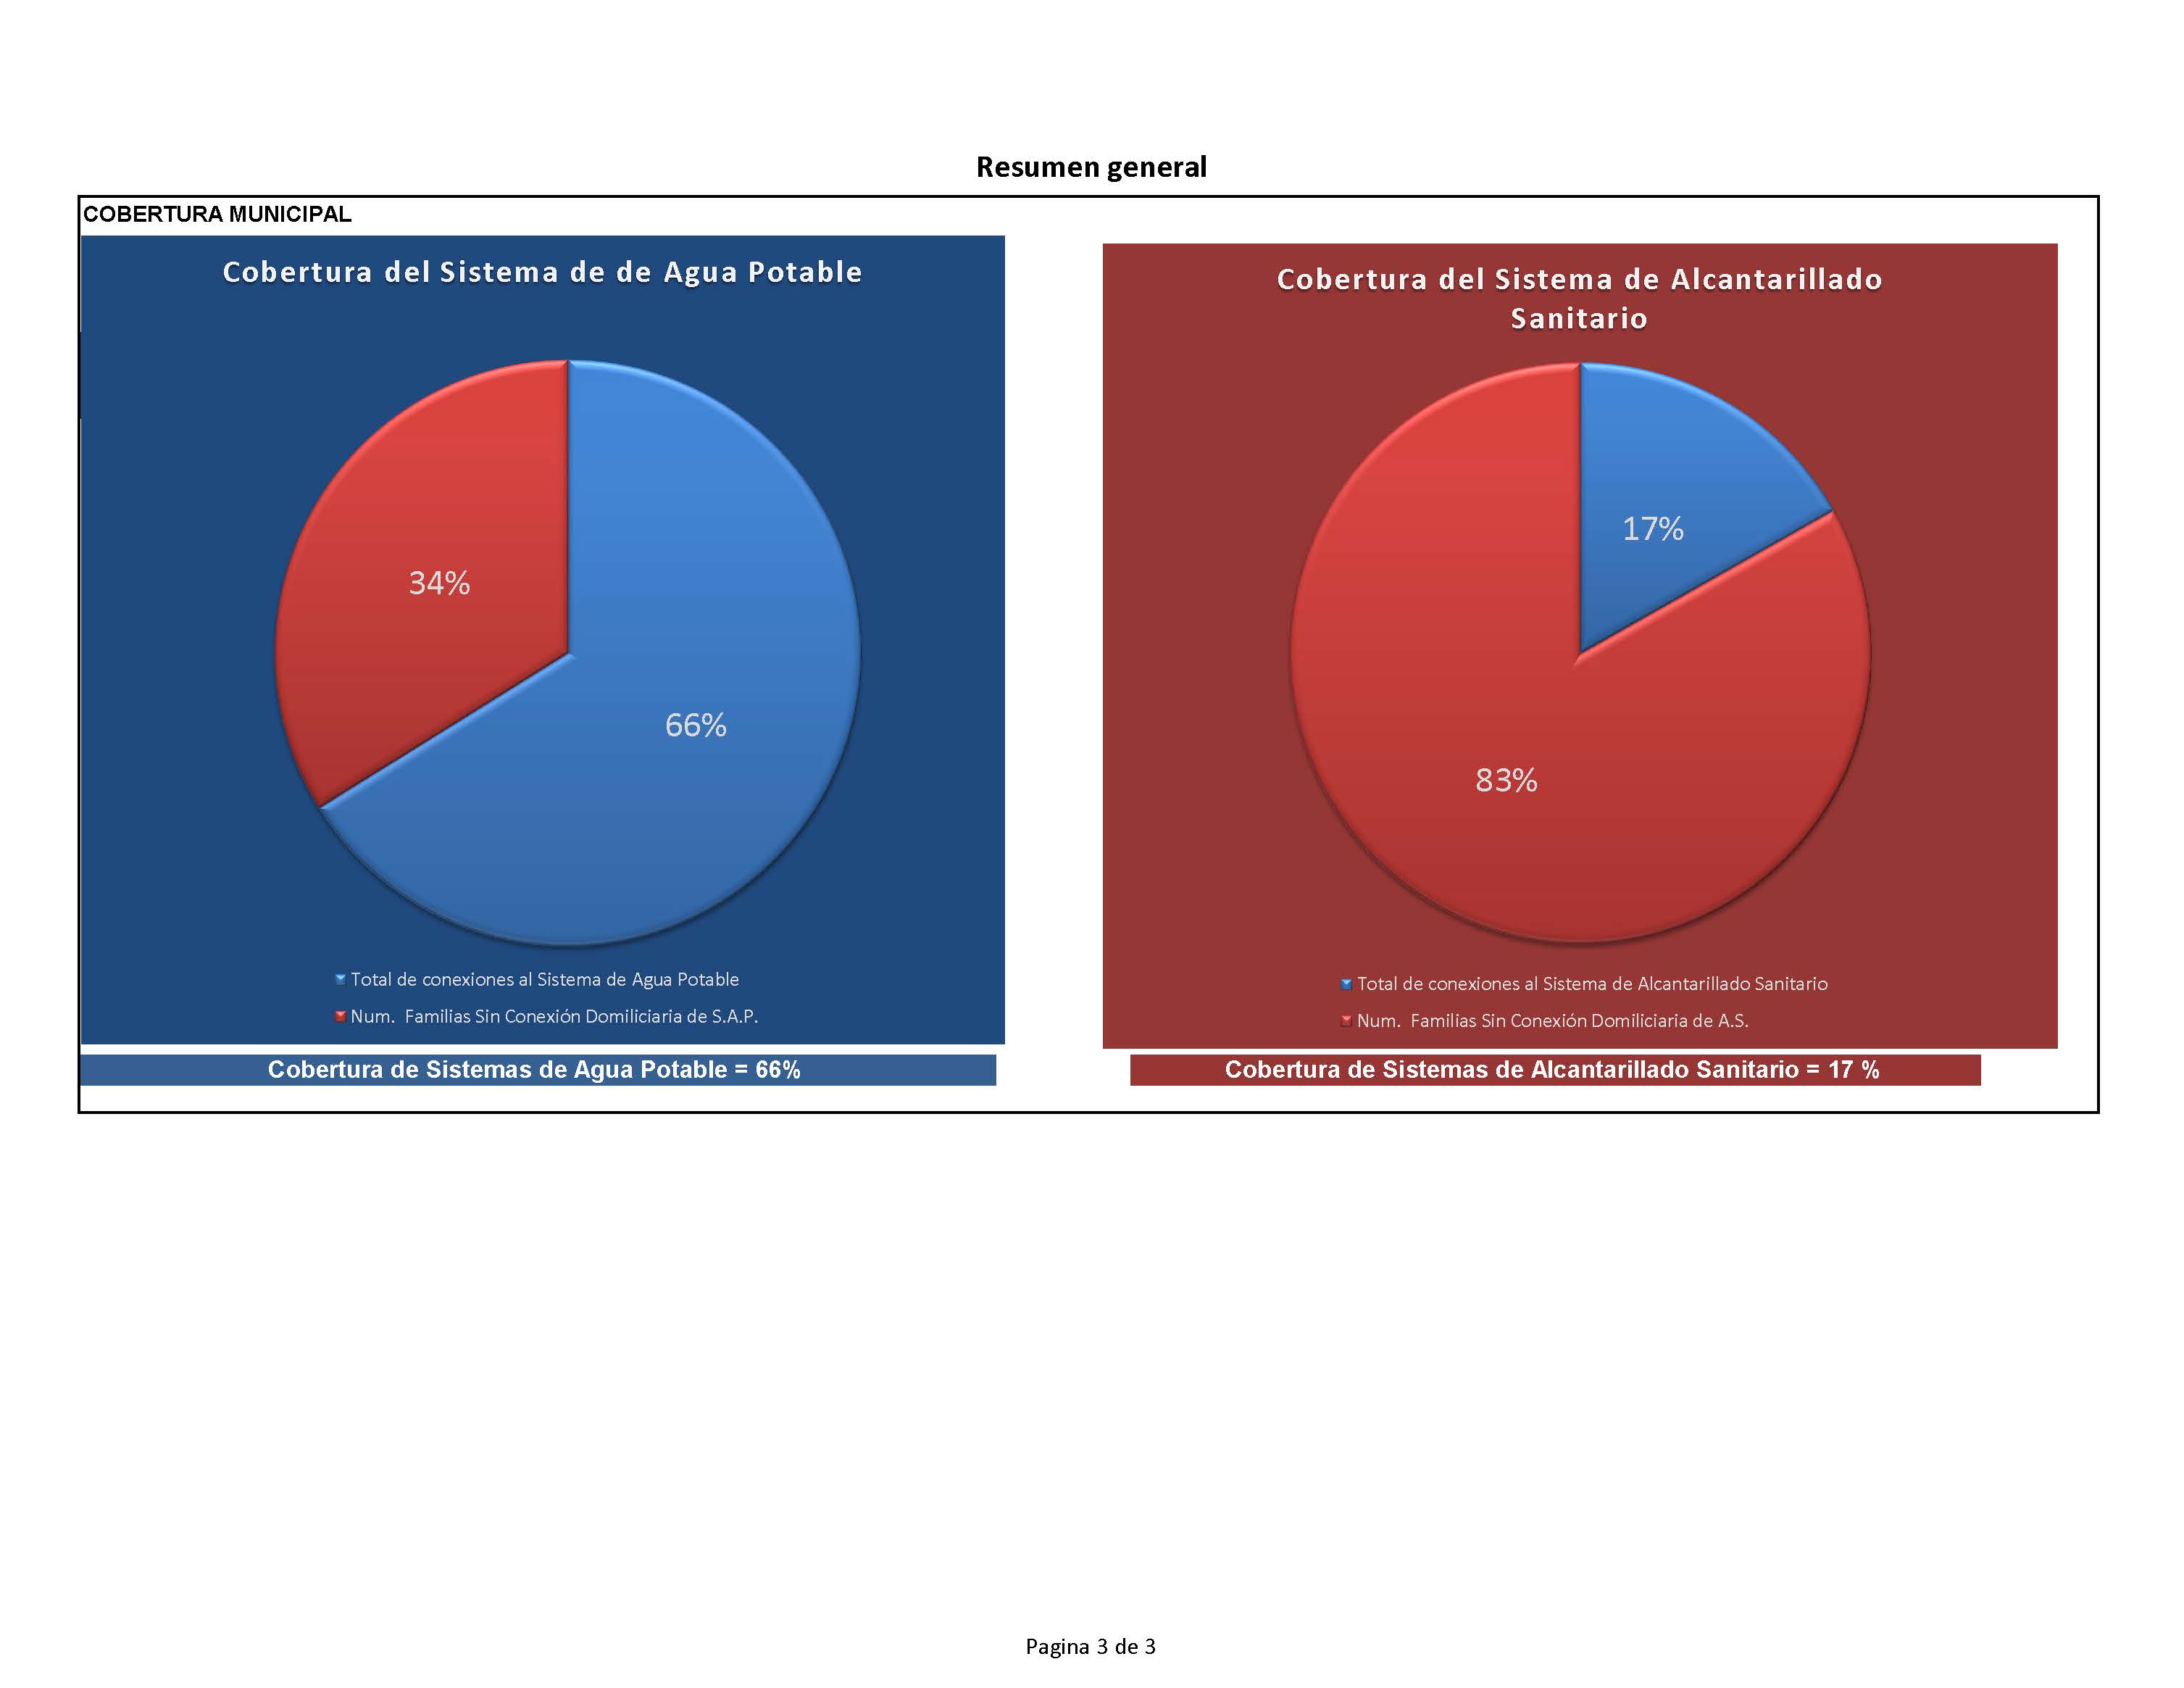 Resumen general
COBERTURA MUNICIPAL
Cobertura del Sistema de de Agua Potable
34%
66%
Total de conexiones al Sistema de Agua Potable
Num.  Familias Sin Conexión Domiliciaria de S.A.P.
Cobertura de Sistemas de Agua Potable = 66%
Cobertura del Sistema de Alcantarillado
Sanitario
17%
83%
Total de conexiones al Sistema de Alcantarillado Sanitario
Num.  Familias Sin Conexión Domiliciaria de A.S.
Cobertura de Sistemas de Alcantarillado Sanitario = 17 %
Pagina 3 de 3